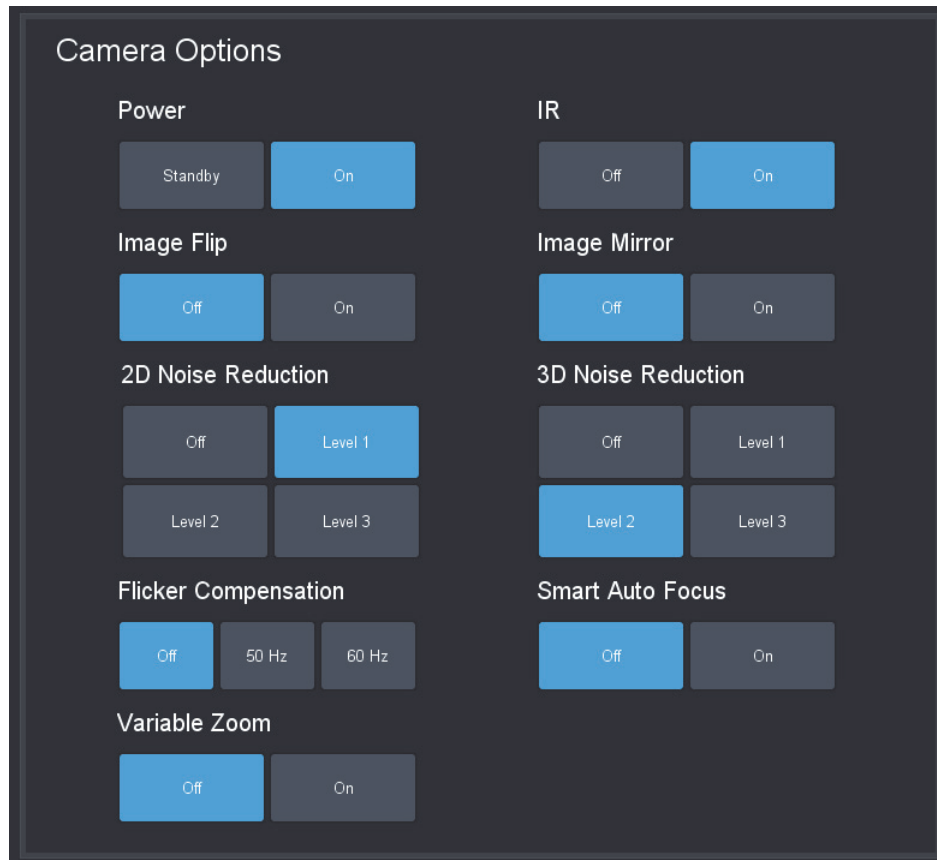 Camera Options
Power IR
Standby On Off On
Image Flip Image Mirror
Off On Off On
2D Noise Reduction 3D Noise Reduction
Off Level 1 Off Level 1
Level 2 Level 3 Level 2 Level 3
Flicker Compensation Smart Auto Focus
Off 50 Hz 60 Hz Off On
Variable Zoom
Off On